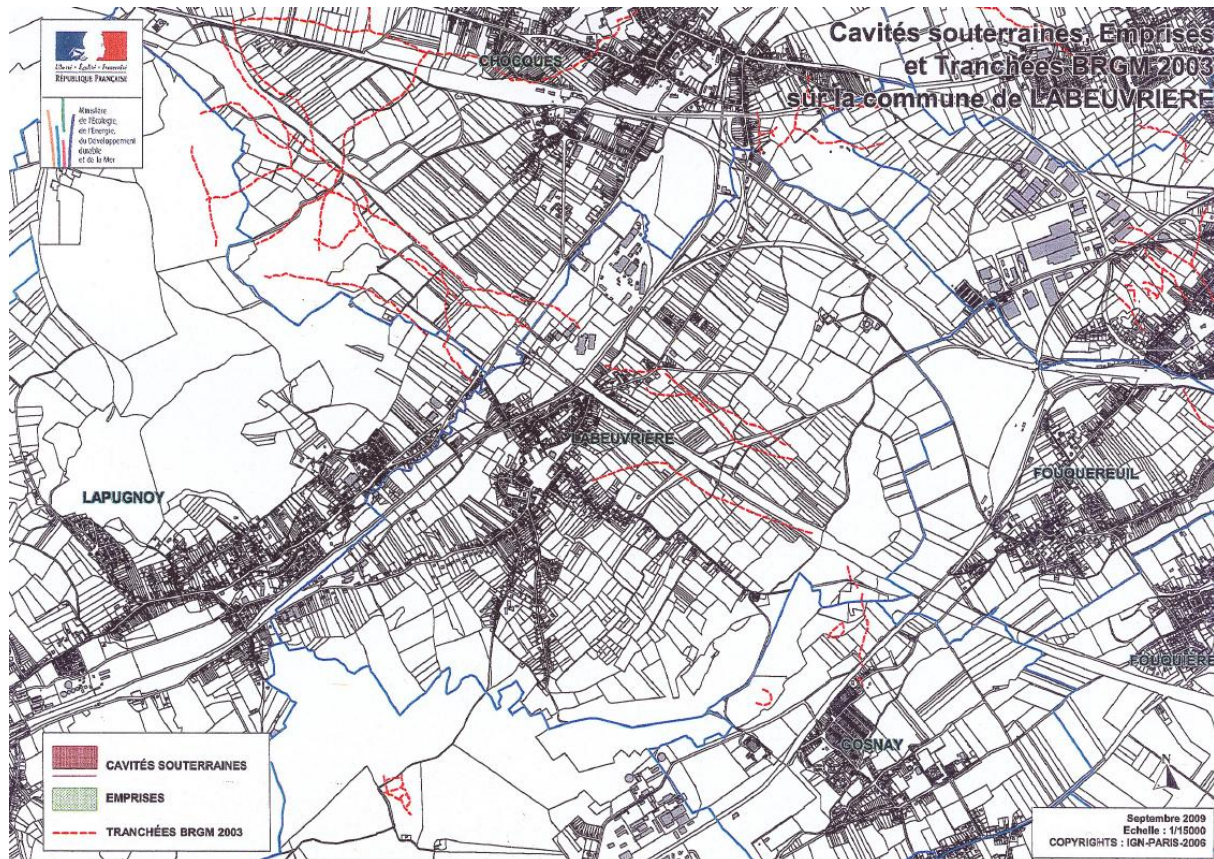 Cavités souterraines, Emprises
et Tranchées BRGM 2003
sur la commune de LABEUVRIERE
Liberté • Égalité • Fraternité
RÉPUBLIQUE FRANÇAISE
Ministère
de l'Écologie,
de l'Energie,
du Développement
durable
et de la Mer
CHOCQUES
LABEUVRIÈRE
LAPUGNOY
FOUQUEREUIL
FOUQUIÈRE
GOSNAY
CAVITÉS SOUTERRAINES
EMPRISES
TRANCHÉES BRGM 2003
N
Septembre 2009
Echelle : 1/15000
COPYRIGHTS : IGN-PARIS-2006